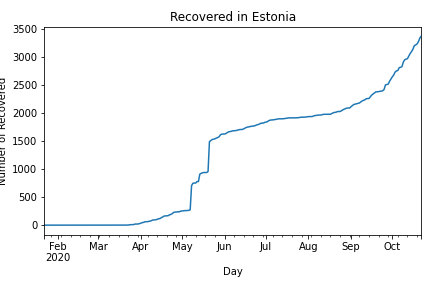 Recovered in Estonia
Number of Recovered
3500
3000
2500
2000
1500
1000
500
0
Feb Mar Apr May Jun Jul Aug Sep Oct
2020
Day